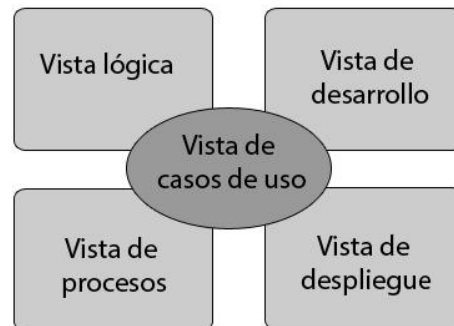 Vista lógica
Vista de
desarrollo
Vista de
casos de uso
Vista de
procesos
Vista de
despliegue